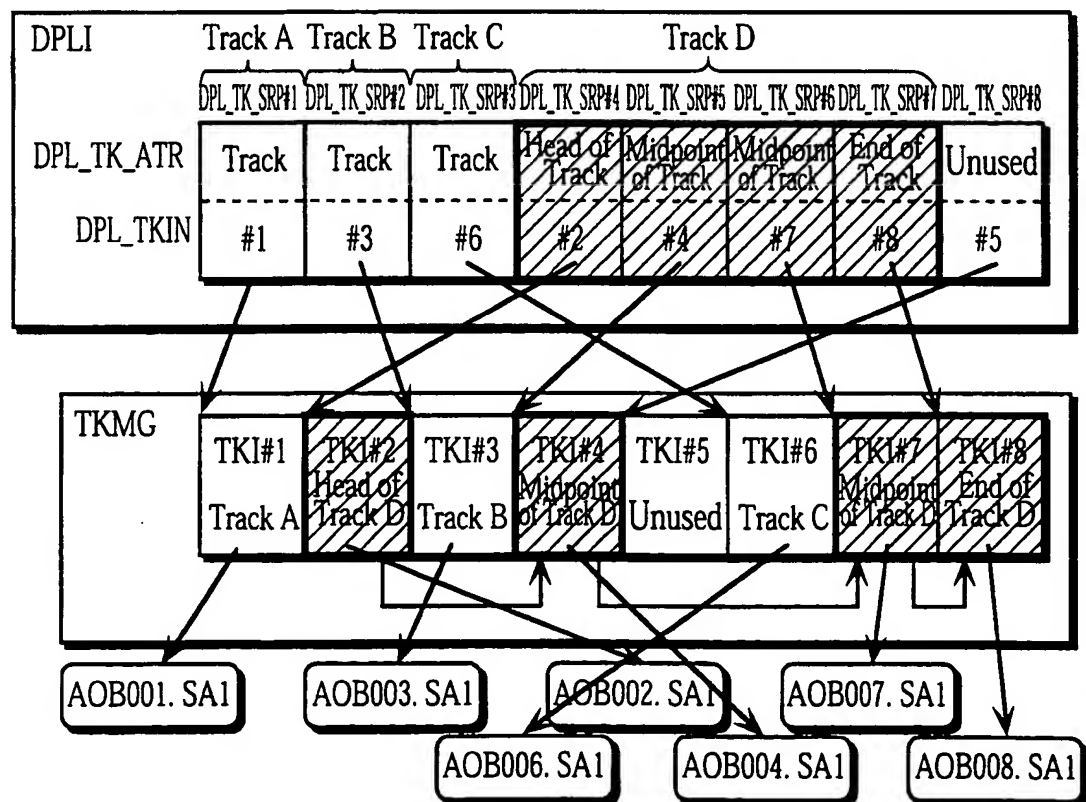 DPLI
Track A Track B Track C Track D
DPL_TK_SRP#1 DPL_TK_SRP#2 DPL_TK_SRP#3 DPL_TK_SRP#4 DPL_TK_SRP#5 DPL_TK_SRP#6 DPL_TK_SRP#7 DPL_TK_SRP#8
DPL_TK_ATR
Track
Track
Track
Head of
Track
Midpoint
of Track
Midpoint
of Track
End of
Track
Unused
DPL_TKIN
#1 #3 #6 #2 #4 #7 #8 #5
TKMG
TKI#1
Track A
TKI#2
Head of
Track D
TKI#3
Track B
TKI#4
Midpoint
of Track D
TKI#5
Unused
TKI#6
Track C
TKI#7
Midpoint
of Track D
TKI#8
End of
Track D
AOB001. SA1
AOB003. SA1
AOB002. SA1
AOB007. SA1
AOB006. SA1
AOB004. SA1
AOB008. SA1